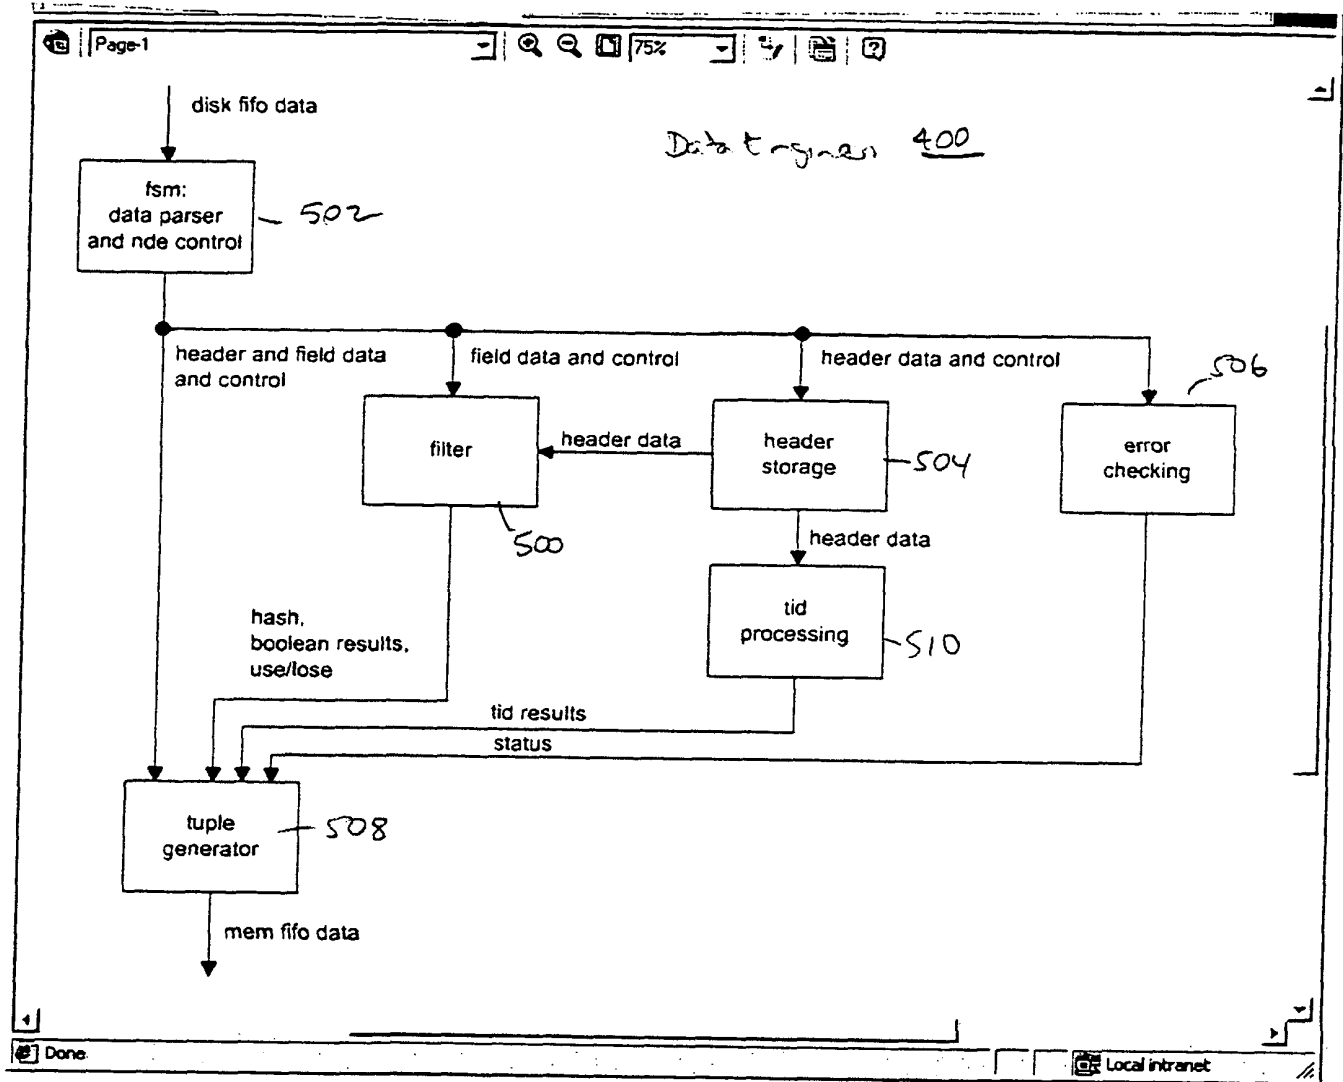 Page-1
75%
disk fifo data
Data Engines 400
fsm:
data parser
and nde control
502
header and field data
and control
field data and control
header data and control
506
filter
header data
header
storage
504
error
checking
500
header data
tid
processing
510
hash,
boolean results,
use/lose
tid results
status
tuple
generator
508
mem fifo data
Done
Local intranet